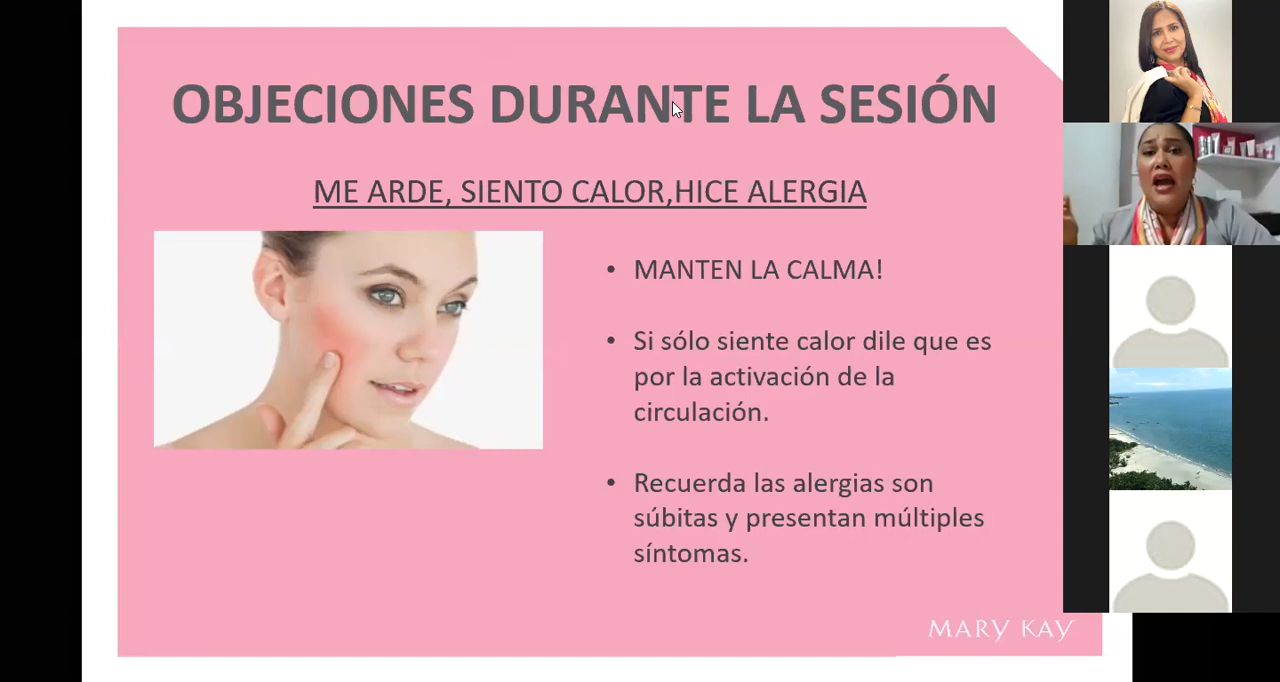 OBJECIONES DURANTE LA SESIÓN
ME ARDE, SIENTO CALOR,HICE ALERGIA
• MANTEN LA CALMA!
• Si sólo siente calor dile que es
por la activación de la
circulación.
• Recuerda las alergias son
súbitas y presentan múltiples
síntomas.
MARY KAY